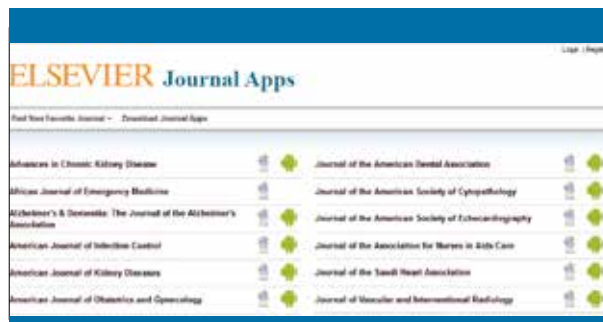 Login | Regis
ELSEVIER Journal Apps
Find Your Favorite Journal Download Journal Apps
Advances in Chronic Kidney Disease
Journal of the American Dental Association
African Journal of Emergency Medicine
Journal of the American Society of Cytopathology
Alzheimer's & Dementia: The Journal of the Alzheimer's
Association
Journal of the American Society of Echocardiography
American Journal of Infection Control
Journal of the Association for Nurses in Aids Care
American Journal of Kidney Diseases
Journal of the Saudi Heart Association
American Journal of Obstetrics and Gynecology
Journal of Vascular and Interventional Radiology